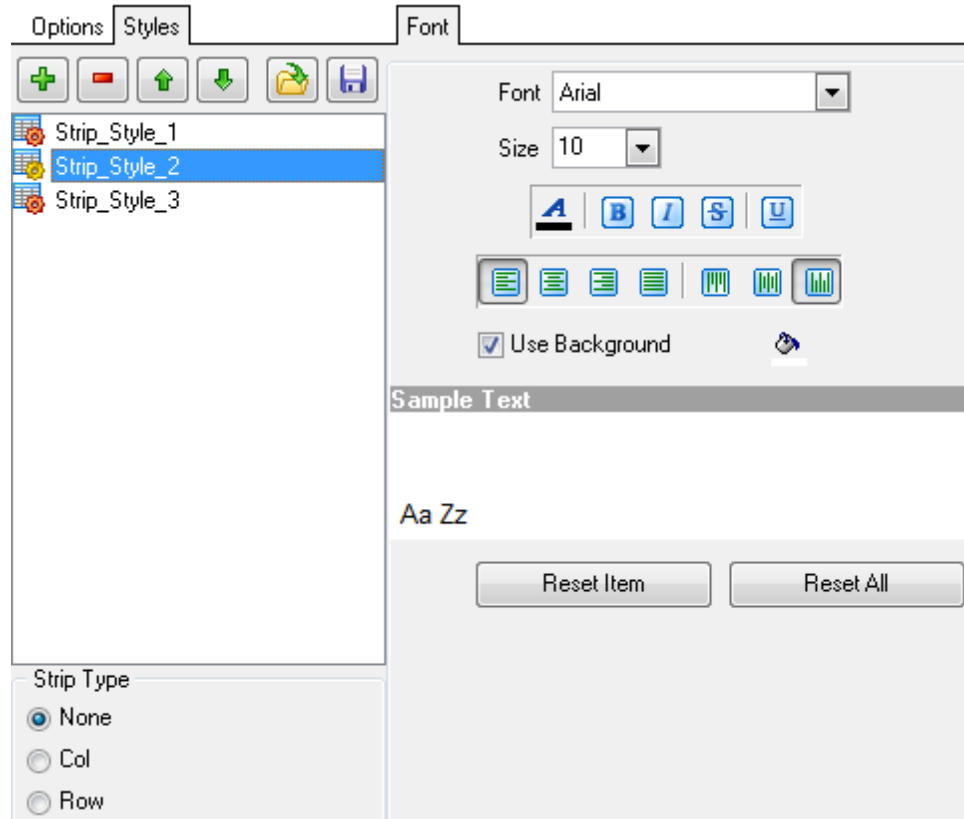 Options Styles Font
Font Arial
Strip_Style_1
Size 10
Strip_Style_2
Strip_Style_3
A B I S U
Use Background
Sample Text
Aa Zz
Reset Item Reset All
Strip Type
None
Col
Row